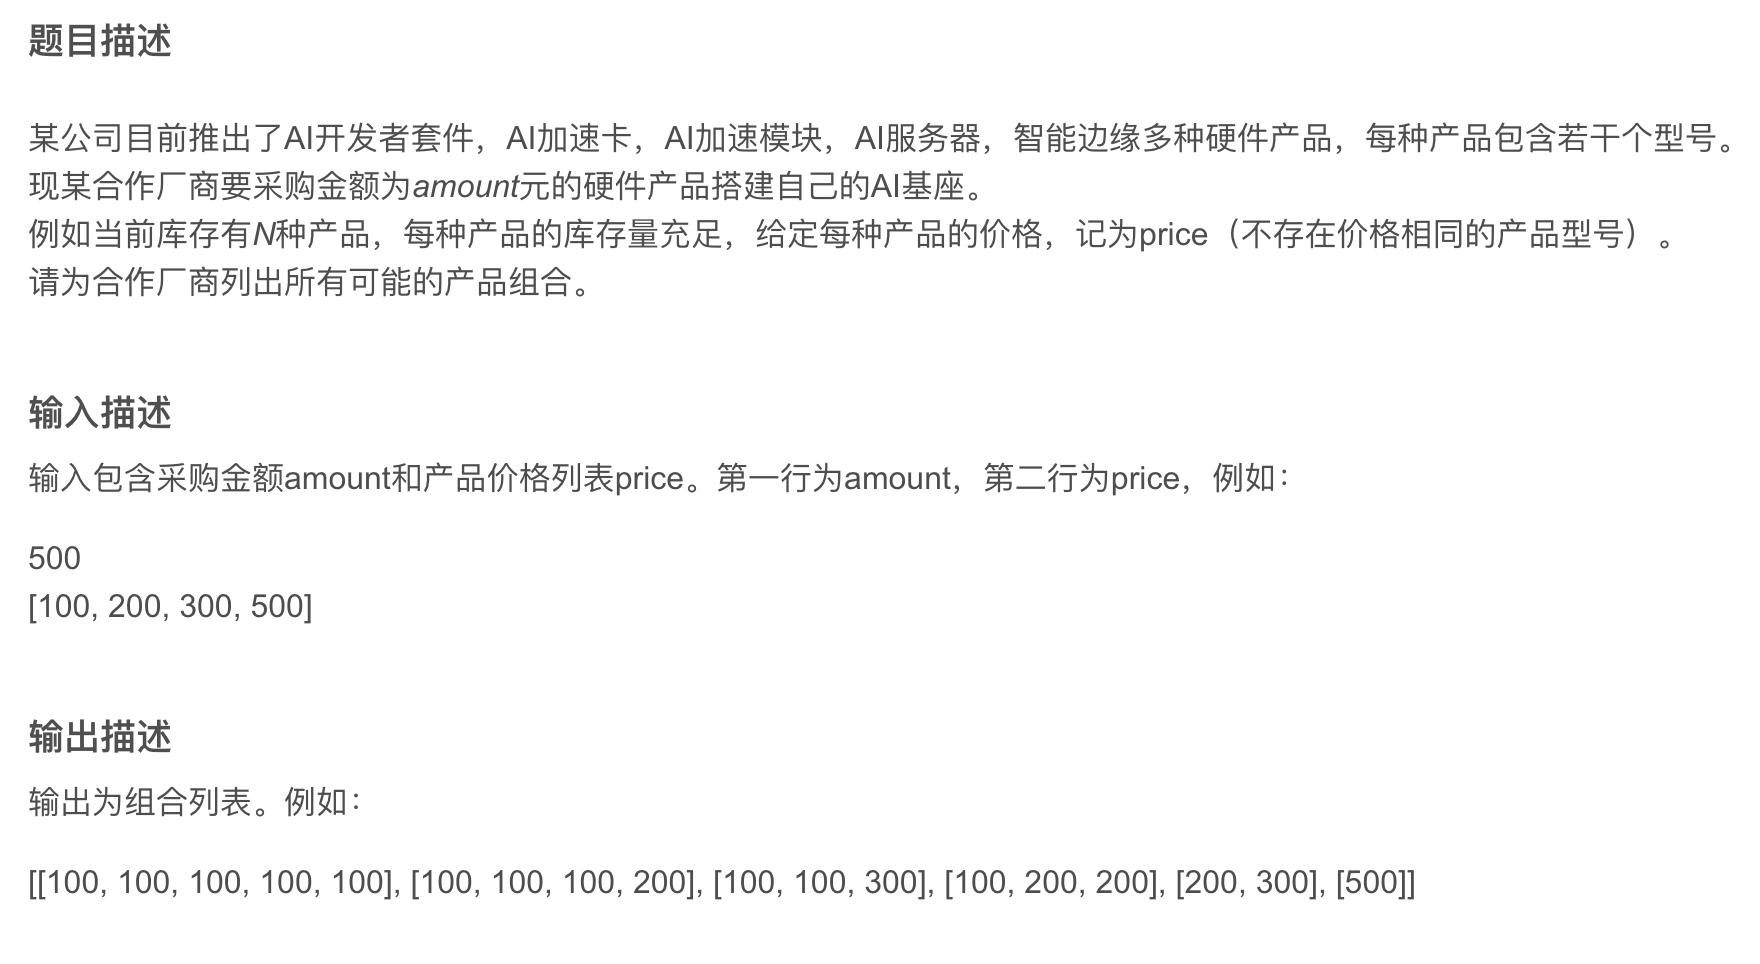 题目描述
某公司目前推出了AI开发者套件，AI加速卡，AI加速模块，AI服务器，智能边缘多种硬件产品，每种产品包含若干个型号。
现某合作厂商要采购金额为amount元的硬件产品搭建自己的AI基座。
例如当前库存有N种产品，每种产品的库存量充足，给定每种产品的价格，记为price（不存在价格相同的产品型号）。
请为合作厂商列出所有可能的产品组合。
输入描述
输入包含采购金额amount和产品价格列表price。第一行为amount，第二行为price，例如：
500
[100, 200, 300, 500]
输出描述
输出为组合列表。例如：
[[100, 100, 100, 100, 100], [100, 100, 100, 200], [100, 100, 300], [100, 200, 200], [200, 300], [500]]